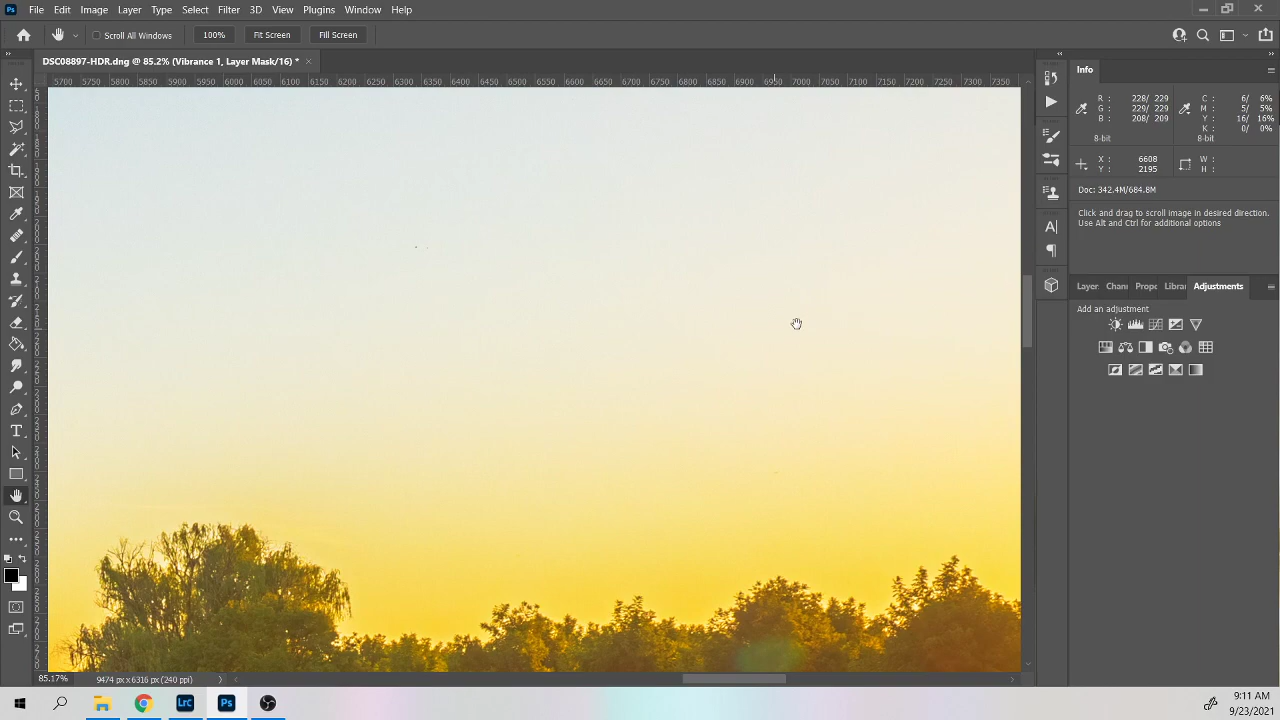 Ps File Edit Image Layer Type Select Filter 3D View Plugins Window Help
Scroll All Windows 100% Fit Screen Fill Screen
DSC08897-HDR.dng @ 85.2% (Vibrance 1, Layer Mask/16) * ×
5700 5750 5800 5850 5900 5950 6000 6050 6100 6150 6200 6250 6300 6350 6400 6450 6500 6550 6600 6650 6700 6750 6800 6850 6900 6950 7000 7050 7100 7150 7200 7250 7300 7350
Info
R: 228/ 229 C: 6/ 6%
G: 229/ 229 M: 5/ 5%
B: 208/ 209 Y: 16/ 16%
K: 0/ 0%
8-bit 8-bit
X: 6608 W:
Y: 2195 H:
Doc: 342.4M/684.8M
Click and drag to scroll image in desired direction.
Use Alt and Ctrl for additional options
Layer Chann Prope Librar Adjustments
Add an adjustment
85.17% 9474 px x 6316 px (240 ppi)
LrC Ps
9:11 AM
9/23/2021